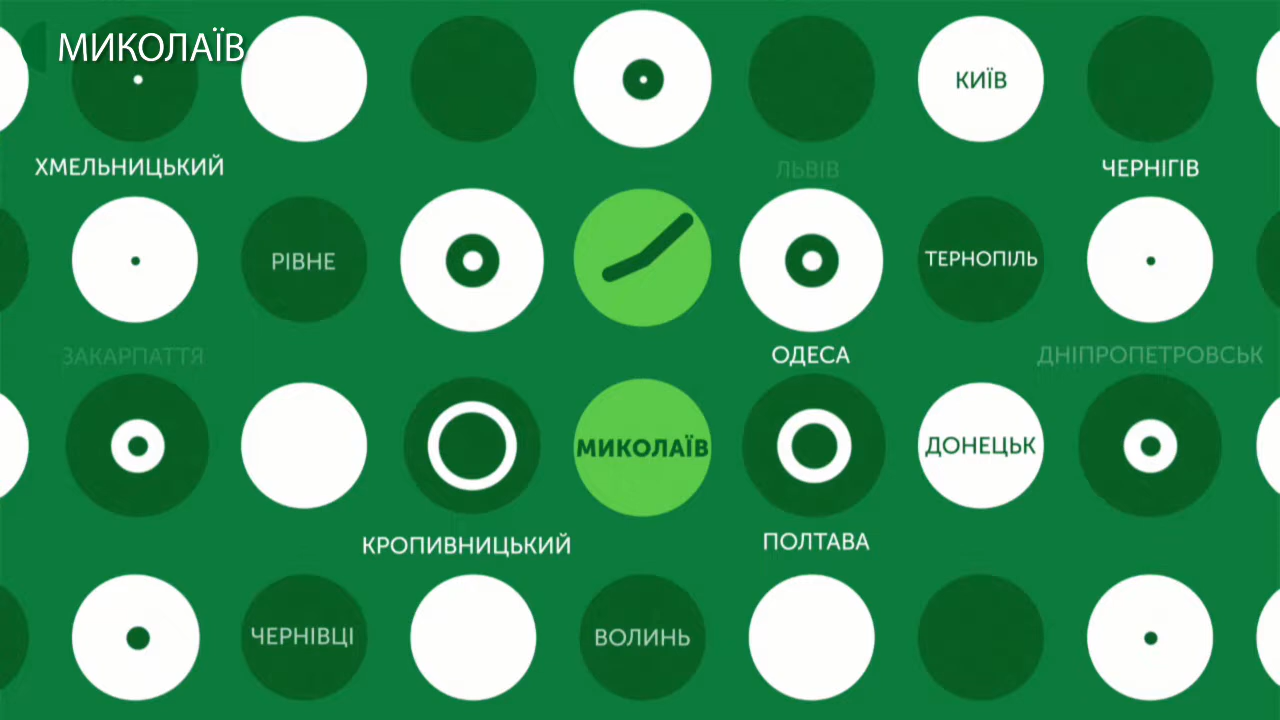 МИКОЛАЇВ
КИЇВ
ХМЕЛЬНИЦЬКИЙ
ЛЬВІВ
ЧЕРНІГІВ
РІВНЕ
ТЕРНОПІЛЬ
ЗАКАРПАТТЯ
ОДЕСА
ДНІПРОПЕТРОВСЬК
МИКОЛАЇВ
ДОНЕЦЬК
КРОПИВНИЦЬКИЙ
ПОЛТАВА
ЧЕРНІВЦІ
ВОЛИНЬ